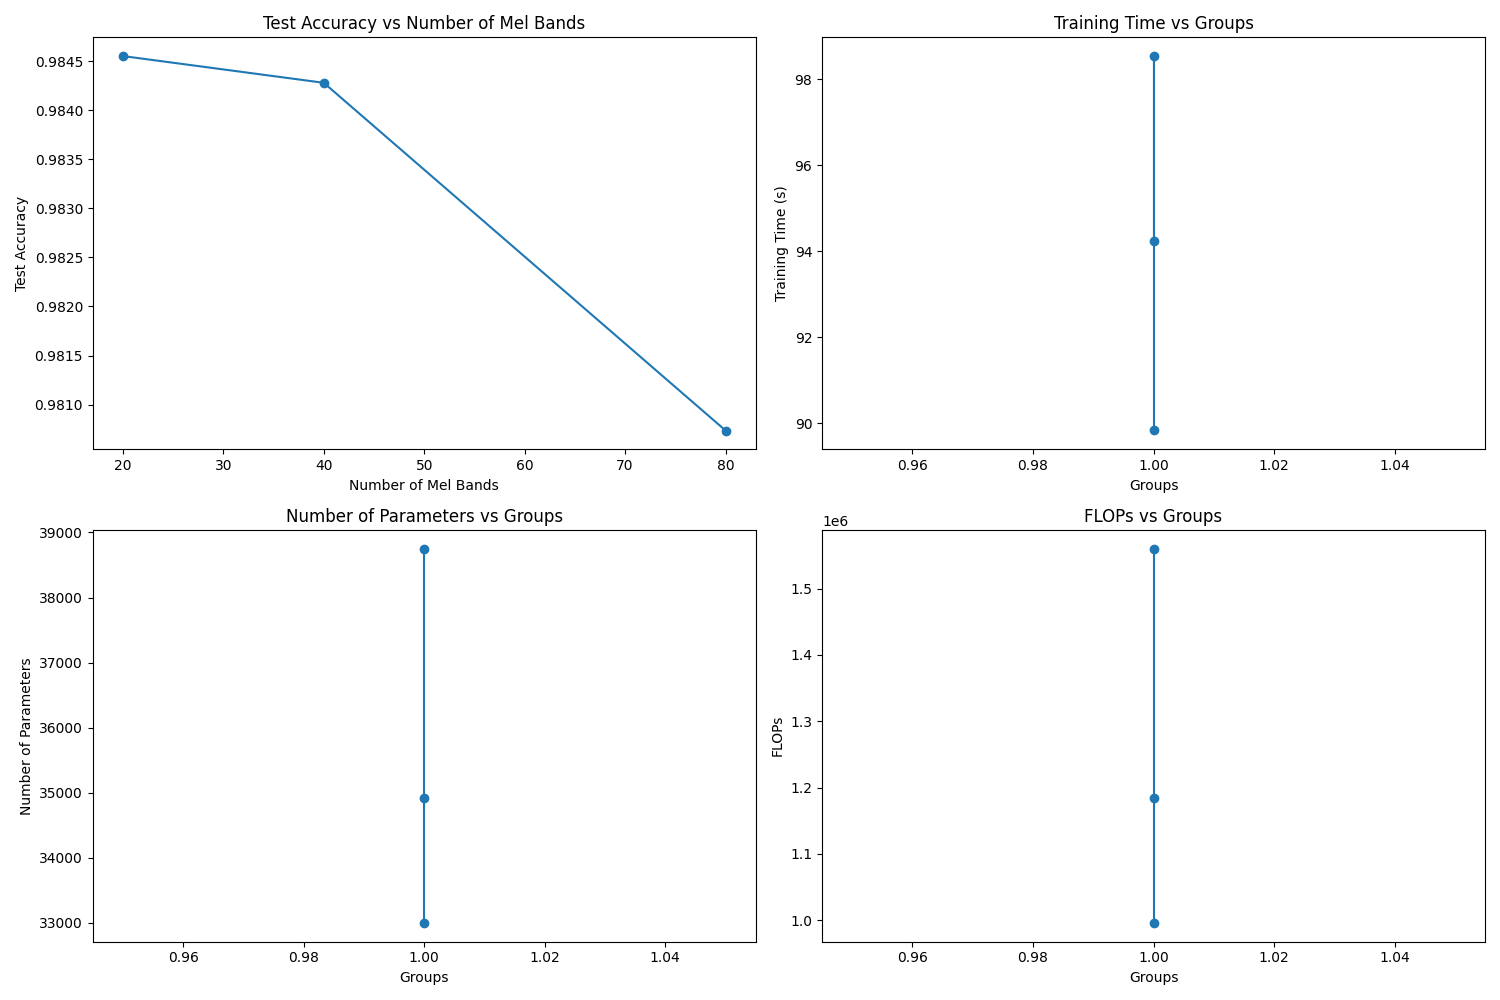 Test Accuracy vs Number of Mel Bands
0.9845
0.9840
0.9835
0.9830
0.9825
0.9820
0.9815
0.9810
Test Accuracy
20 30 40 50 60 70 80
Number of Mel Bands
Training Time vs Groups
98
96
94
92
90
Training Time (s)
0.96 0.98 1.00 1.02 1.04
Groups
Number of Parameters vs Groups
39000
38000
37000
36000
35000
34000
33000
Number of Parameters
0.96 0.98 1.00 1.02 1.04
Groups
FLOPs vs Groups
1e6
1.5
1.4
1.3
1.2
1.1
1.0
FLOPs
0.96 0.98 1.00 1.02 1.04
Groups